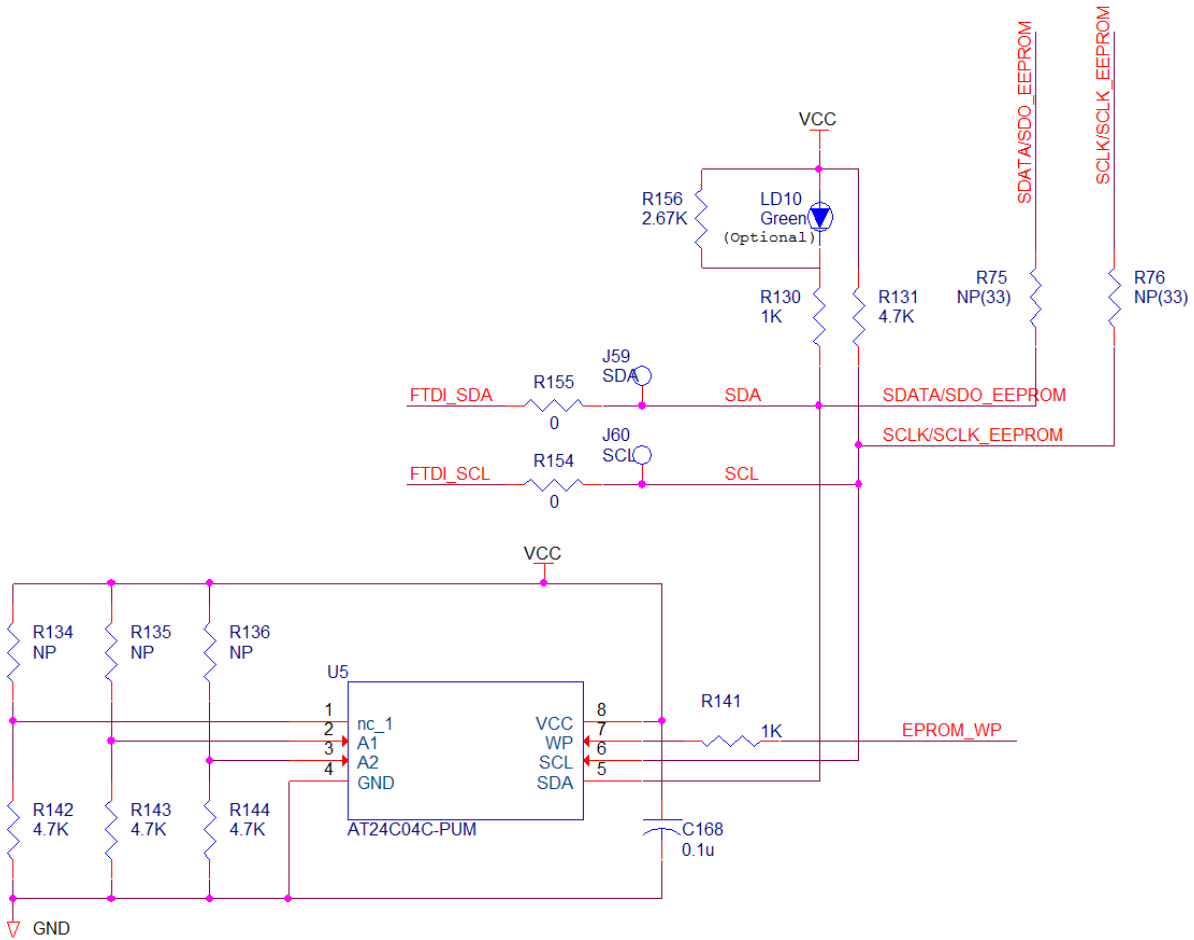 SDATA/SDO_EEPROM
SCLK/SCLK_EEPROM
VCC
R156
2.67K
LD10
Green
(Optional)
R130
1K
R131
4.7K
R75
NP(33)
R76
NP(33)
J59
SDA
FTDI_SDA
R155
0
SDA
SDATA/SDO_EEPROM
J60
SCL
SCLK/SCLK_EEPROM
FTDI_SCL
R154
0
SCL
VCC
R134
NP
R135
NP
R136
NP
U5
1
2
3
4
nc_1
A1
A2
GND
VCC
WP
SCL
SDA
8
7
6
5
R141
1K
EPROM_WP
R142
4.7K
R143
4.7K
R144
4.7K
AT24C04C-PUM
C168
0.1u
GND